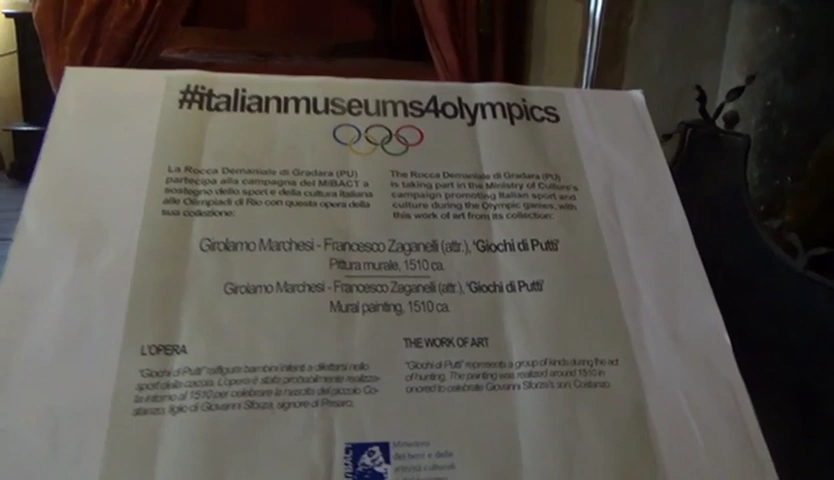 #italianmuseums4olympics
La Rocca Demaniale di Gradara (PU)
partecipa alla campagna del MiBACT a
sostegno dello sport e della cultura italiana
alle Olimpiadi di Rio con questa opera della
sua collezione:
The Rocca Demaniale di Gradara (PU)
is taking part in the Ministry of Culture's
campaign promoting Italian sport and
culture during the Olympic games, with
this work of art from its collection:
Girolamo Marchesi - Francesco Zaganelli (attr.), 'Giochi di Putti'
Pittura murale, 1510 ca.
Girolamo Marchesi - Francesco Zaganelli (attr.), 'Giochi di Putti'
Mural painting, 1510 ca.
L'OPERA
"Giochi di Putti" raffigura bambini intenti a dilettarsi nello
sport della caccia. L'opera è stata probabilmente realizza-
ta intorno al 1510 per celebrare la nascita del piccolo Co-
stanzo, figlio di Giovanni Sforza, signore di Pesaro.
THE WORK OF ART
"Giochi di Putti" represents a group of kinds during the act
of hunting. The painting was realized around 1510 in
onored to celebrate Giovanni Sforza's son, Costanzo.
MiBACT
Ministero
dei beni e delle
attività culturali